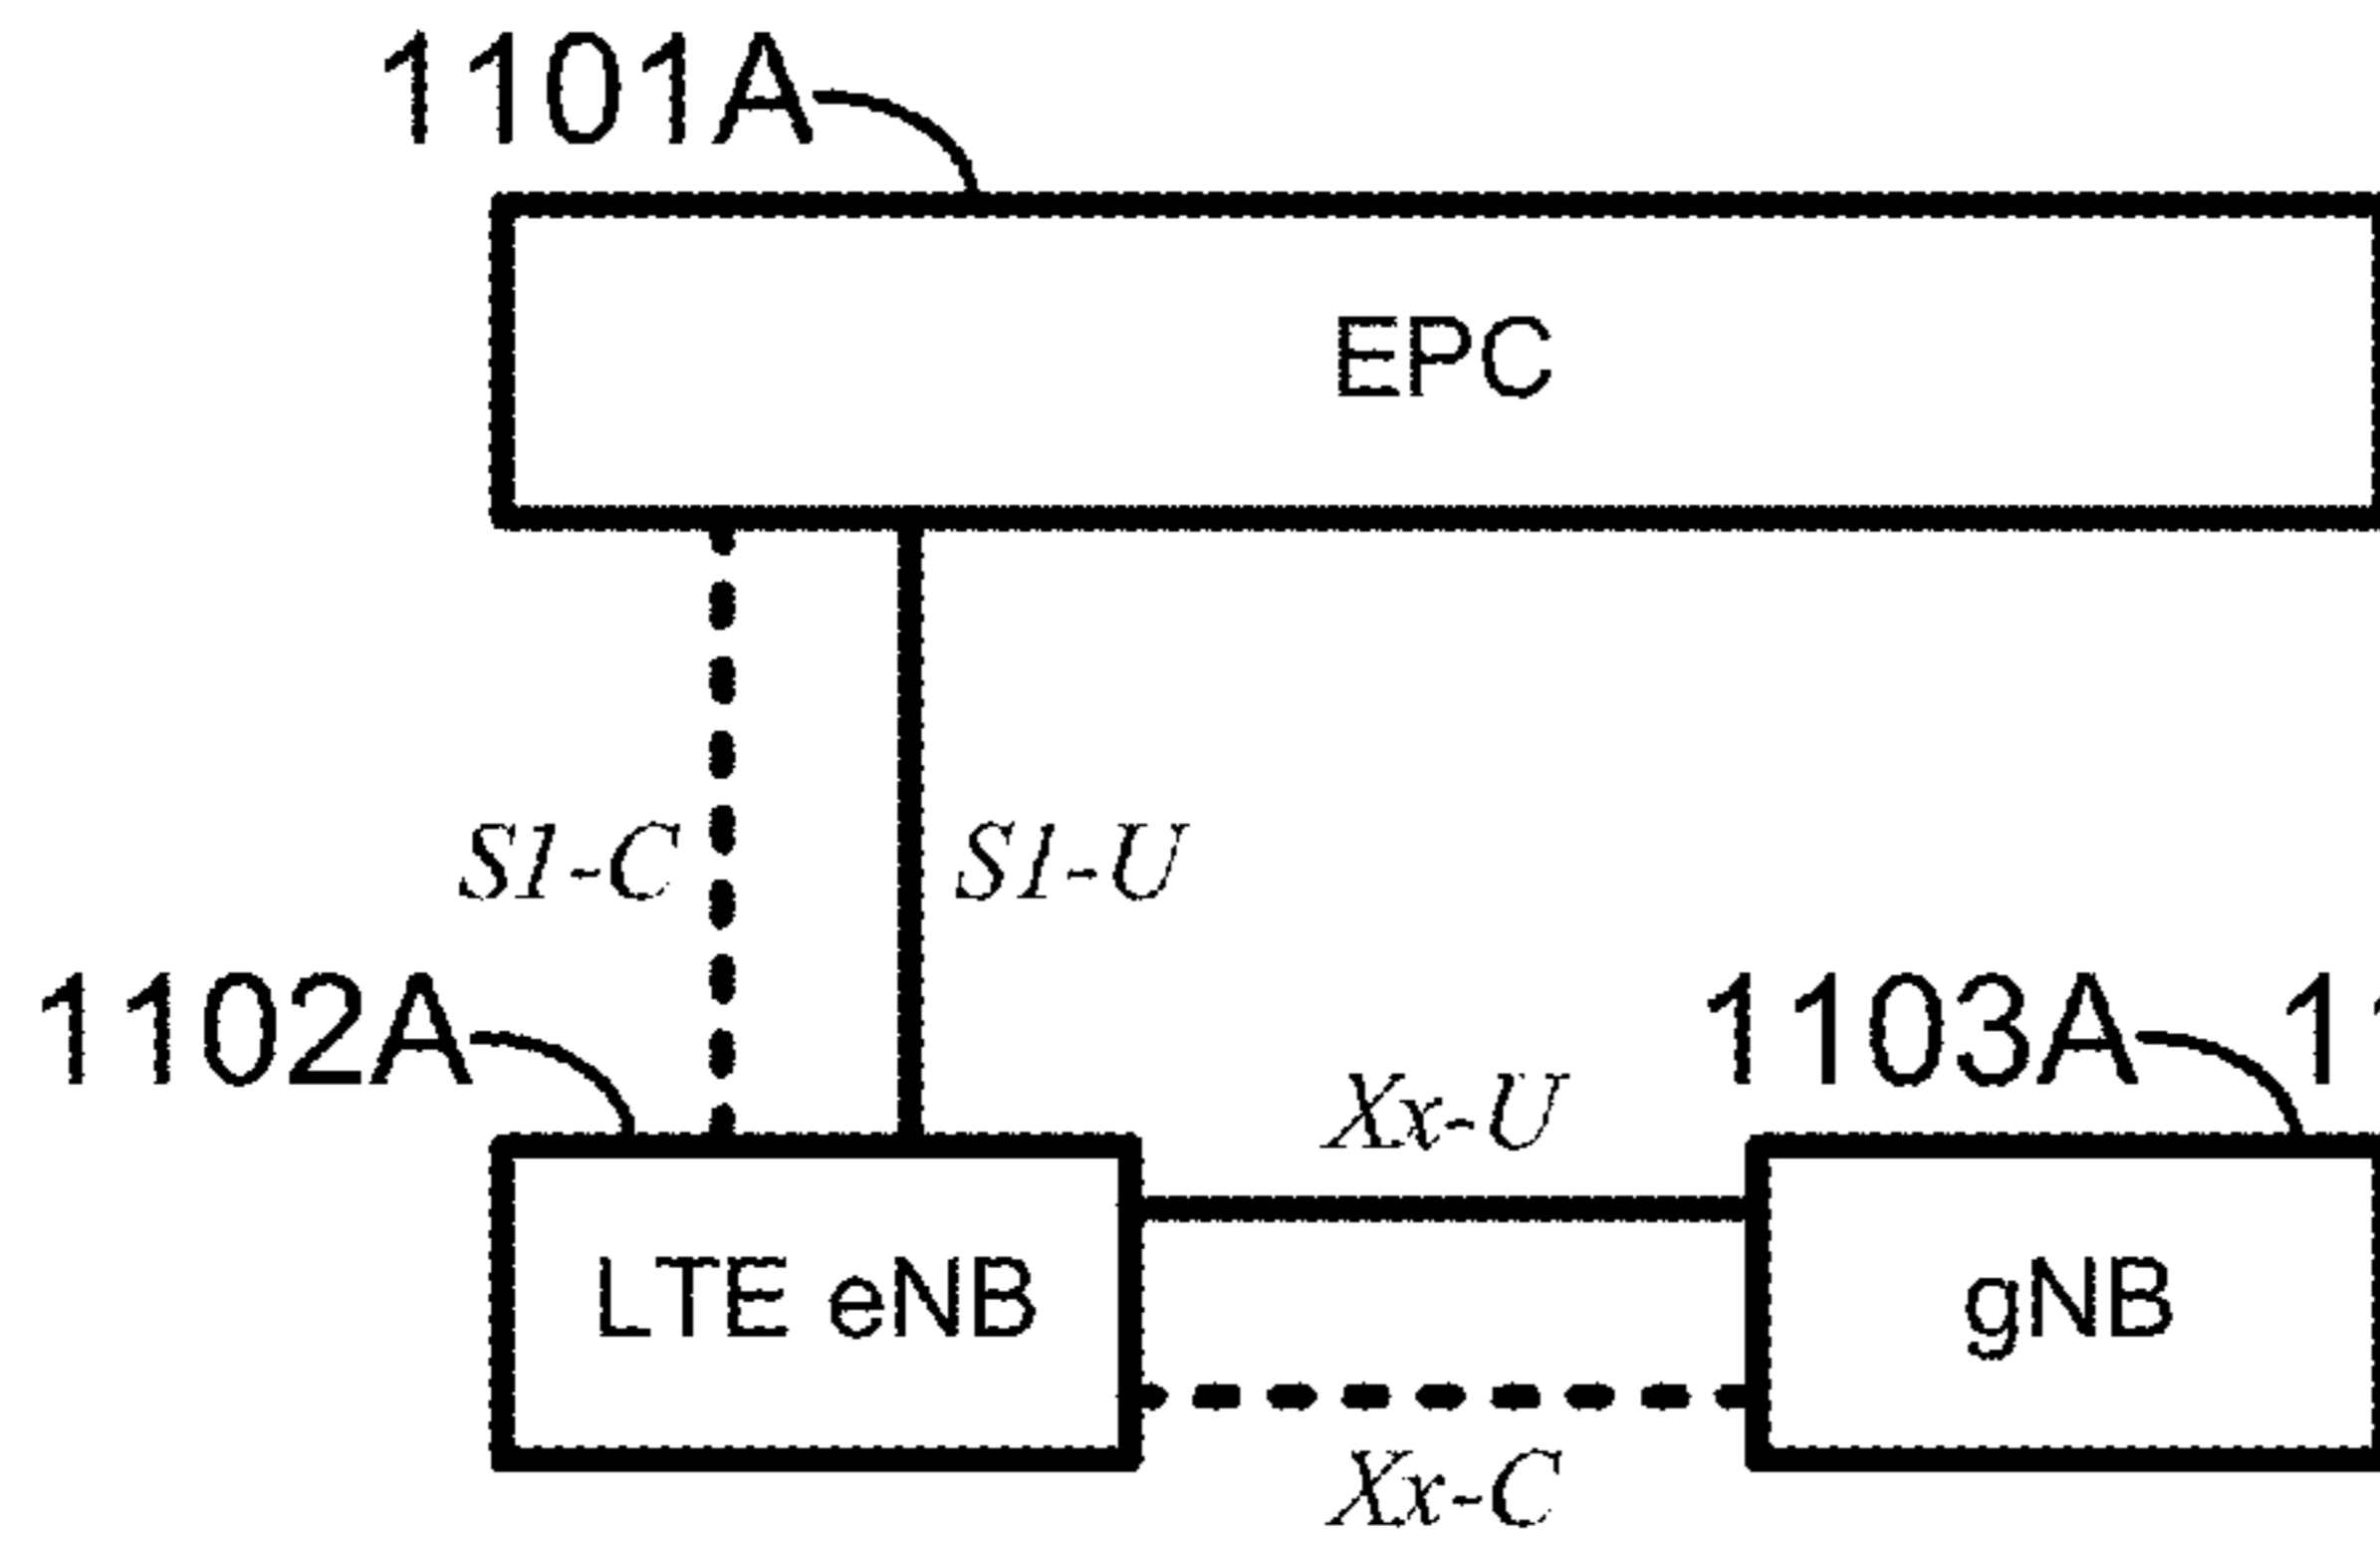 1101A
EPC
S1-C S1-U
1102A 1103A
Xx-U
LTE eNB gNB
Xx-C